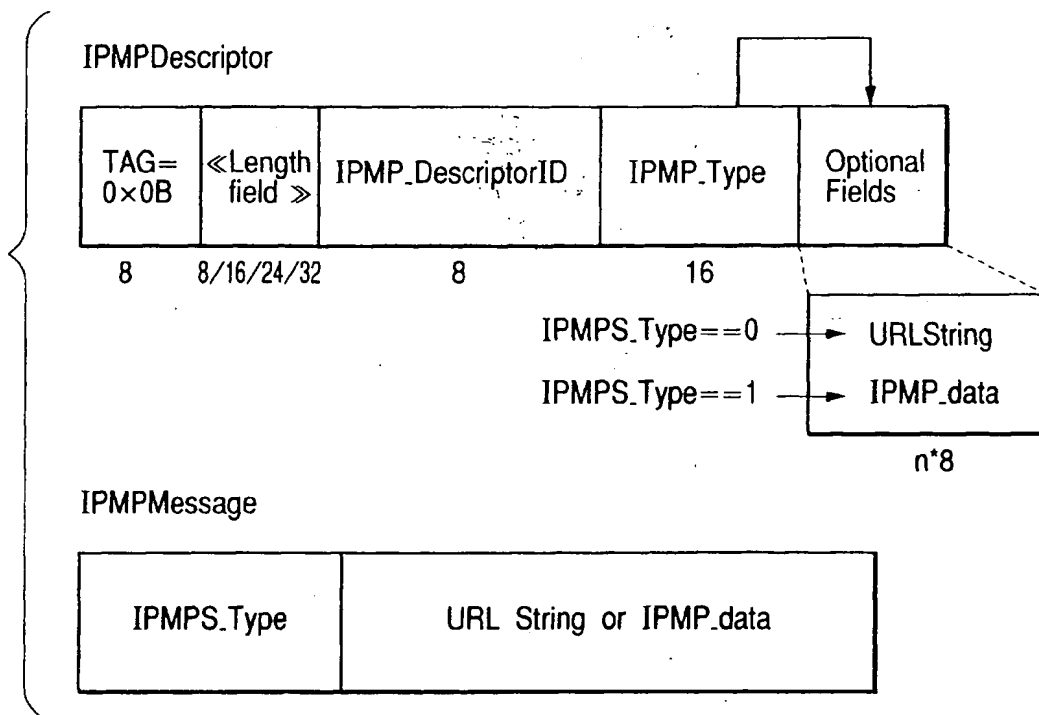 IPMPDescriptor
TAG=
0×0B
≪Length
field ≫
IPMP_DescriptorID
IPMP_Type
Optional
Fields
8
8/16/24/32
8
16
IPMPS_Type==0
URLString
IPMPS_Type==1
IPMP_data
n*8
IPMPMessage
IPMPS_Type
URL String or IPMP_data